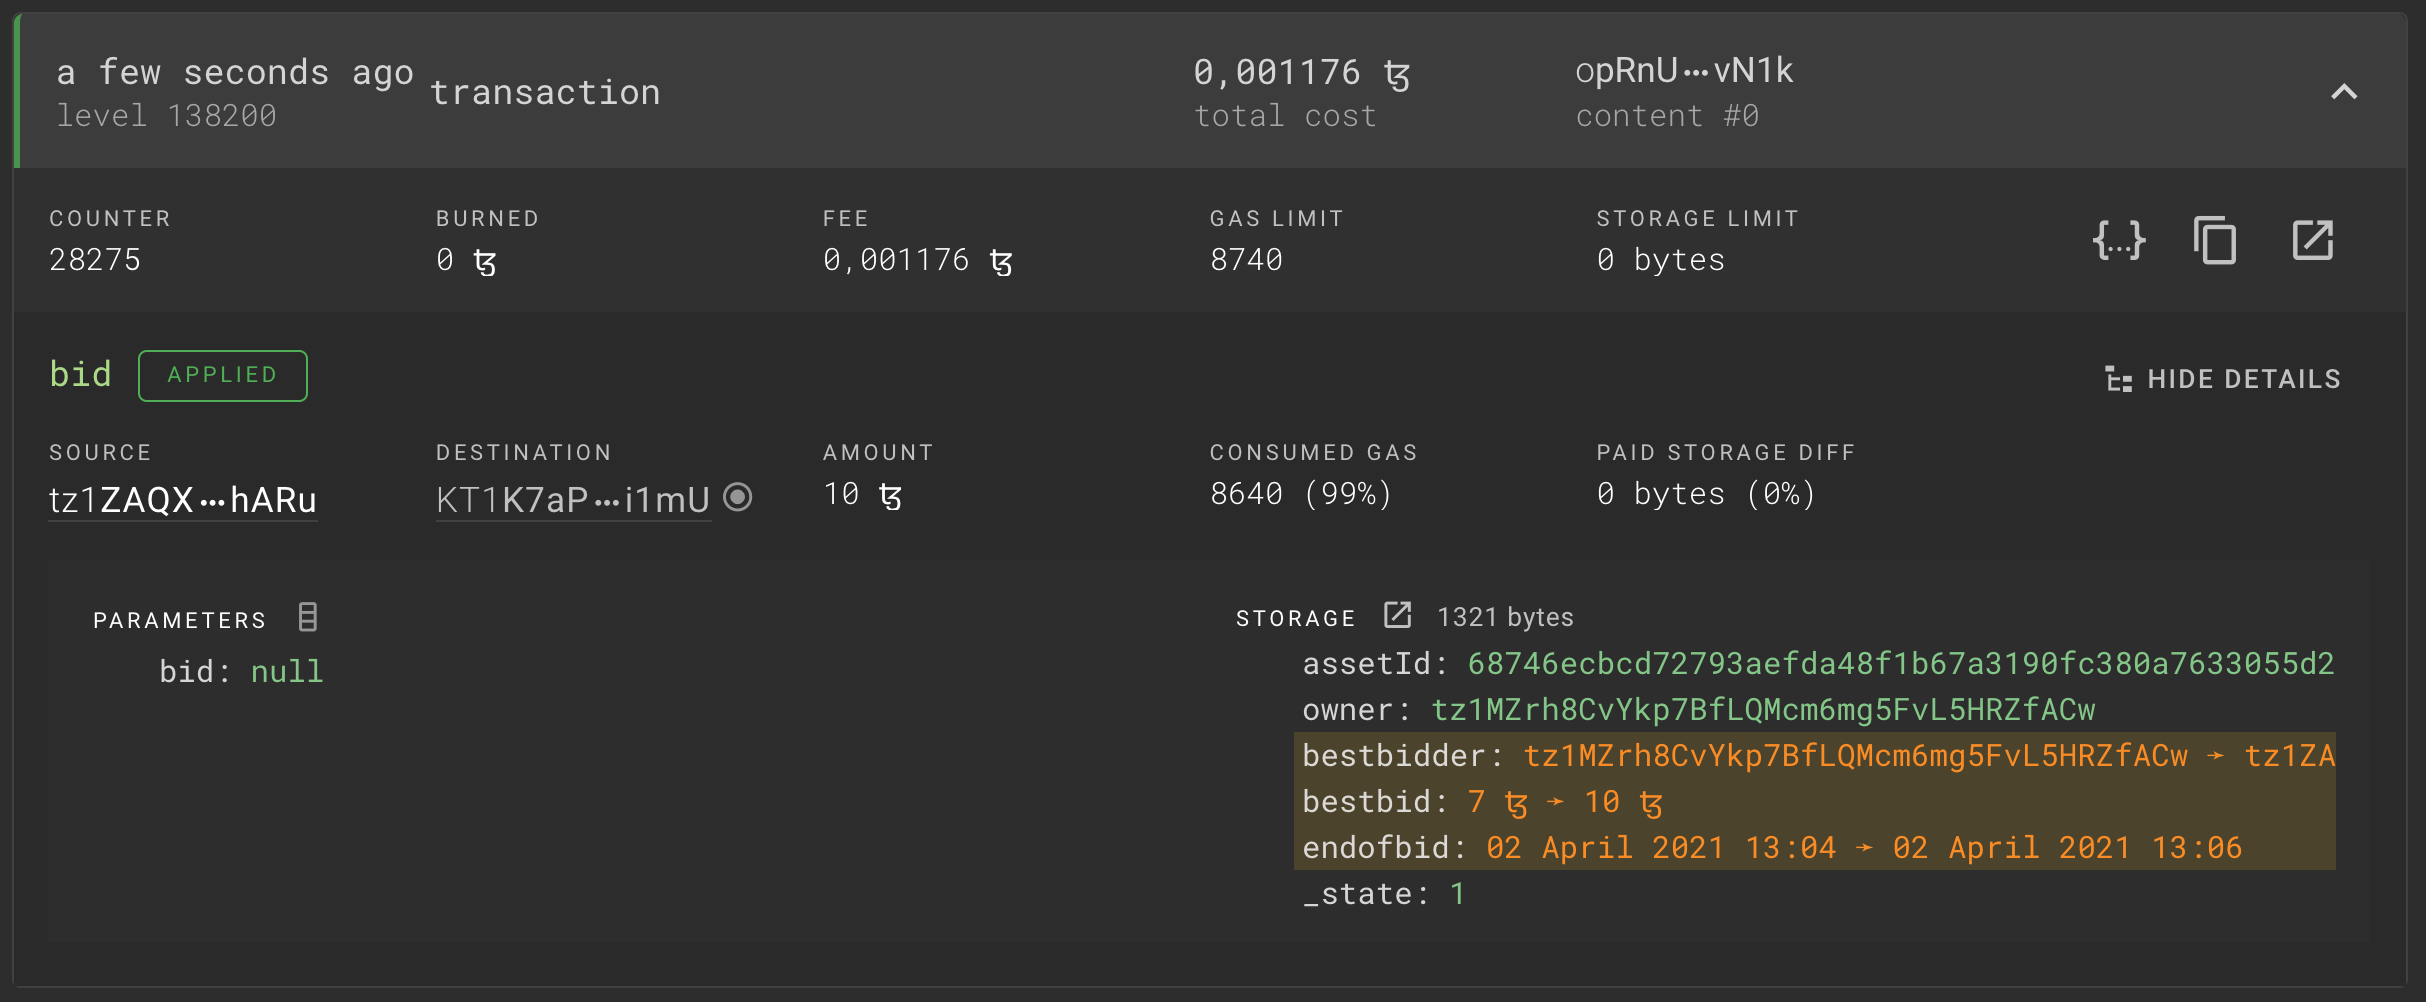 a few seconds ago
level 138200
transaction
0,001176 ꜩ
total cost
opRnU···vN1k
content #0
COUNTER
28275
BURNED
0 ꜩ
FEE
0,001176 ꜩ
GAS LIMIT
8740
STORAGE LIMIT
0 bytes
{...}
bid
APPLIED
HIDE DETAILS
SOURCE
tz1ZAQX···hARu
DESTINATION
KT1K7aP···i1mU
AMOUNT
10 ꜩ
CONSUMED GAS
8640 (99%)
PAID STORAGE DIFF
0 bytes (0%)
PARAMETERS
bid: null
STORAGE 1321 bytes
assetId: 68746ecbcd72793aefda48f1b67a3190fc380a7633055d2
owner: tz1MZrh8CvYkp7BfLQMcm6mg5FvL5HRZfACw
bestbidder: tz1MZrh8CvYkp7BfLQMcm6mg5FvL5HRZfACw → tz1ZA
bestbid: 7 ꜩ → 10 ꜩ
endofbid: 02 April 2021 13:04 → 02 April 2021 13:06
_state: 1